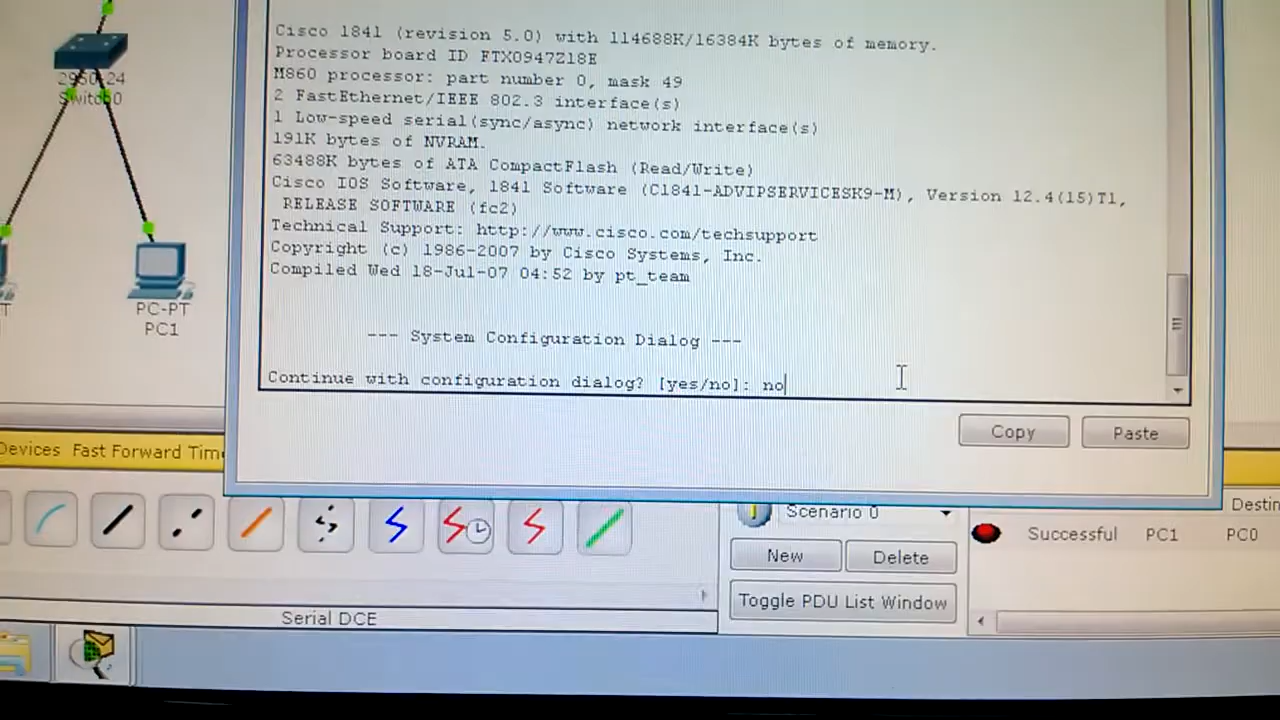 Cisco 1841 (revision 5.0) with 114688K/16384K bytes of memory.
Processor board ID FTX0947Z18E
M860 processor: part number 0, mask 49
2 FastEthernet/IEEE 802.3 interface(s)
1 Low-speed serial(sync/async) network interface(s)
191K bytes of NVRAM.
63488K bytes of ATA CompactFlash (Read/Write)
Cisco IOS Software, 1841 Software (C1841-ADVIPSERVICESK9-M), Version 12.4(15)T1,
RELEASE SOFTWARE (fc2)
Technical Support: http://www.cisco.com/techsupport
Copyright (c) 1986-2007 by Cisco Systems, Inc.
Compiled Wed 18-Jul-07 04:52 by pt_team
--- System Configuration Dialog ---
Continue with configuration dialog? [yes/no]: no
Copy
Paste
2950-24
Switch0
PC-PT
PC1
T
Devices Fast Forward Tim
Scenario 0
New
Delete
Toggle PDU List Window
Destin
Successful PC1 PC0
Serial DCE